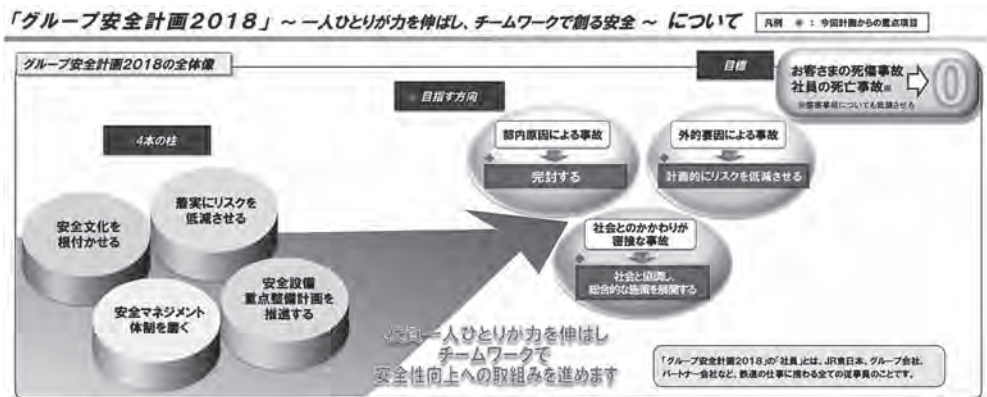 「グループ安全計画2018」 ～ 一人ひとりが力を伸ばし、チームワークで創る安全 ～ について
凡例 ※ : 今回計画からの重点項目
グループ安全計画2018の全体像
目標
お客さまの死傷事故
社員の死亡事故※
0
※障害事故についても低減させる
目指す方向
4本の柱
部内原因による事故
完封する
外的要因による事故
計画的にリスクを低減させる
社会とのかかわりが
密接な事故
社会と協調し、
総合的な施策を展開する
着実にリスクを
低減させる
安全文化を
根付かせる
安全設備
重点整備計画を
推進する
安全マネジメント
体制を磨く
一人ひとりが力を伸ばし
チームワークで
安全性向上への取組みを進めます
「グループ安全計画2018」の「社員」とは、JR東日本、グループ会社、
パートナー会社など、鉄道の仕事に携わる全ての従事員のことです。